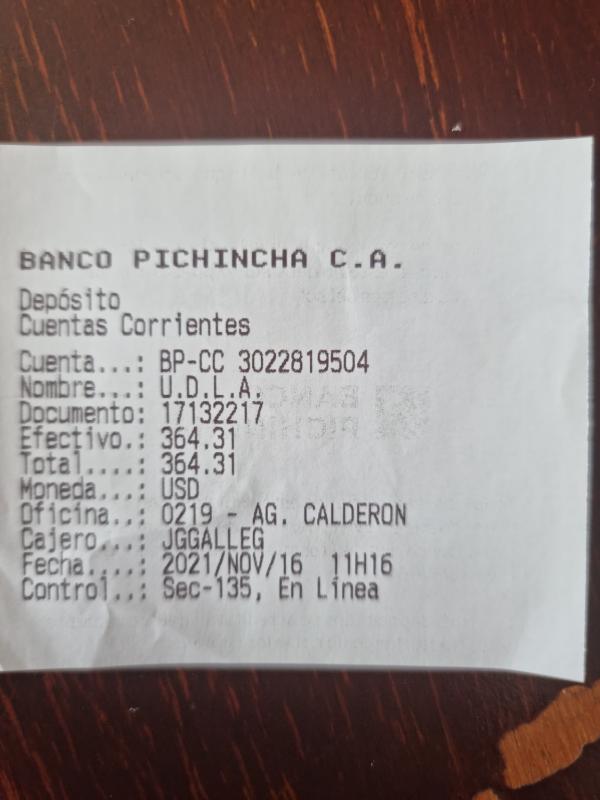 BANCO PICHINCHA C.A.
Depósito
Cuentas Corrientes
Cuenta...: BP-CC 3022819504
Nombre...: U.D.L.A.
Documento: 17132217
Efectivo.: 364.31
Total....: 364.31
Moneda...: USD
Oficina..: 0219 - AG. CALDERON
Cajero...: JGGALLEG
Fecha....: 2021/NOV/16 11H16
Control..: Sec-135, En Línea